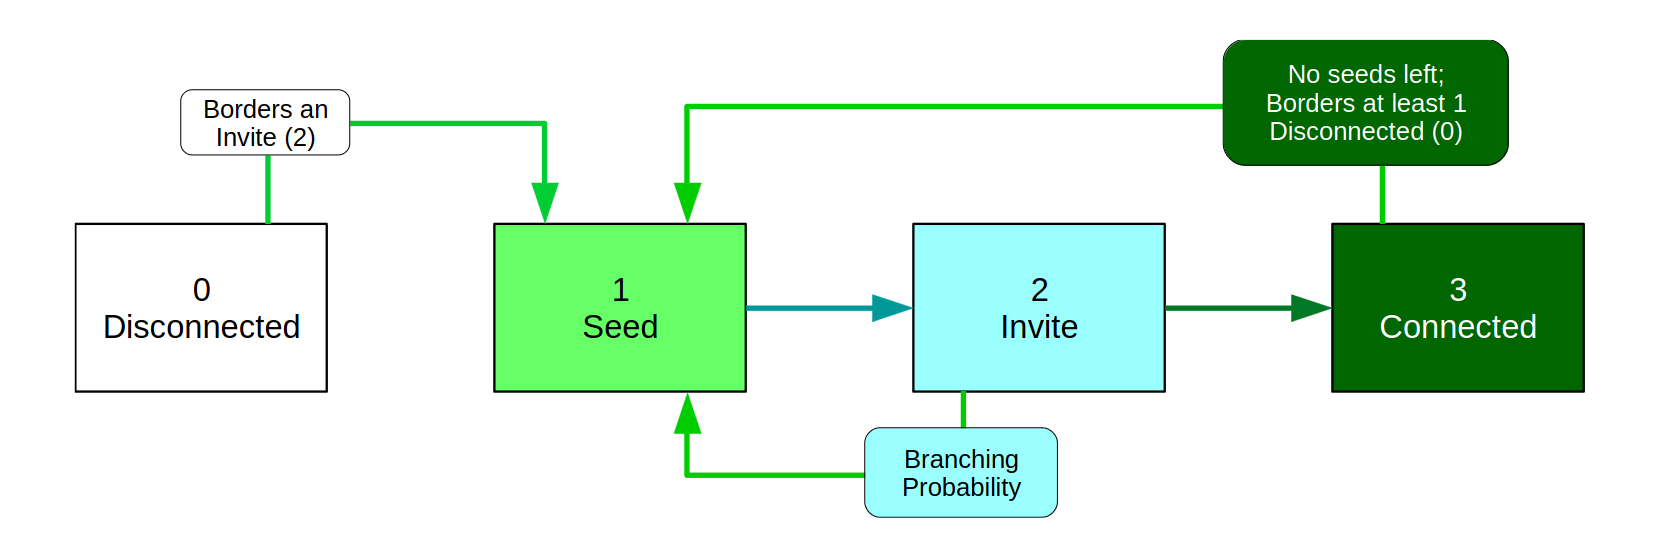 Borders an
Invite (2)
No seeds left;
Borders at least 1
Disconnected (0)
0
Disconnected
1
Seed
2
Invite
3
Connected
Branching
Probability